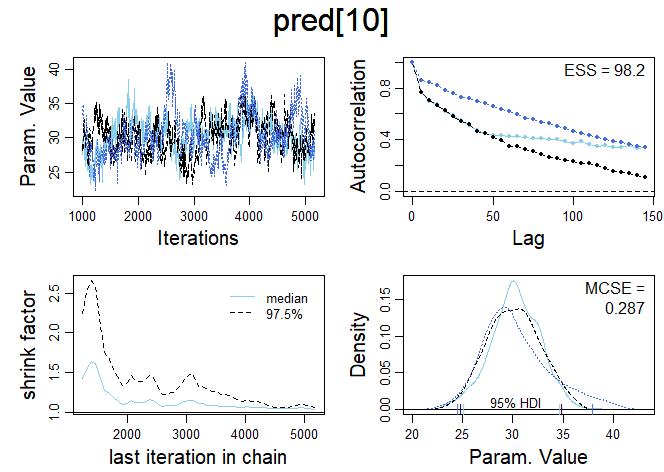 pred[10]
Param. Value
40
35
30
25
1000 2000 3000 4000 5000
Iterations
Autocorrelation
0.8
0.4
0.0
ESS = 98.2
0 50 100 150
Lag
shrink factor
2.5
2.0
1.5
1.0
median
97.5%
2000 3000 4000 5000
last iteration in chain
Density
0.15
0.10
0.05
0.00
MCSE =
0.287
95% HDI
20 25 30 35 40
Param. Value